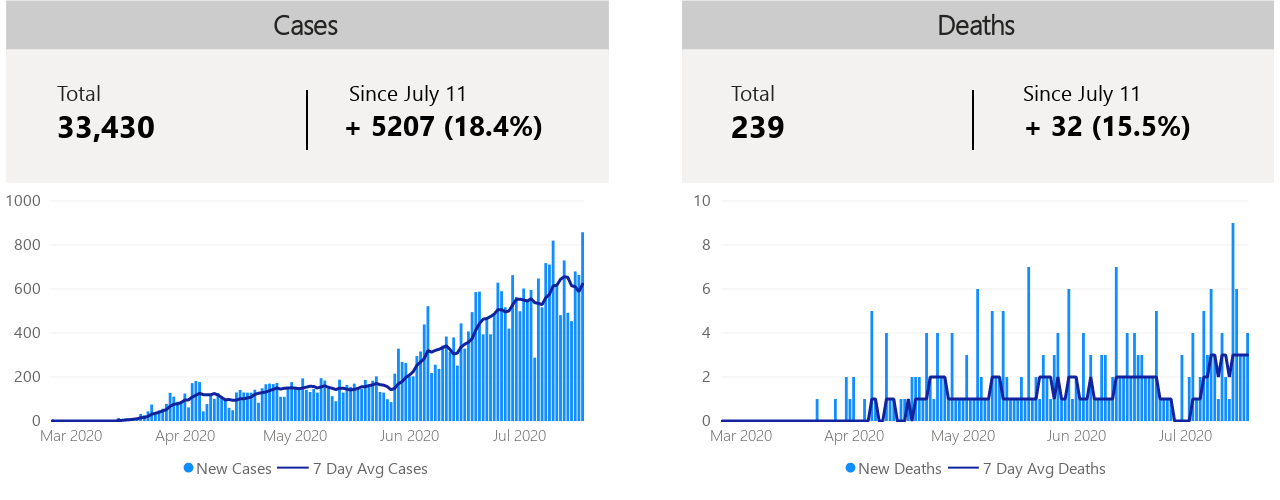 Cases
Total
Since July 11
33,430
+ 5207 (18.4%)
1000
800
600
400
200
0
Mar 2020 Apr 2020 May 2020 Jun 2020 Jul 2020
New Cases 7 Day Avg Cases
Deaths
Total
Since July 11
239
+ 32 (15.5%)
10
8
6
4
2
0
Mar 2020 Apr 2020 May 2020 Jun 2020 Jul 2020
New Deaths 7 Day Avg Deaths